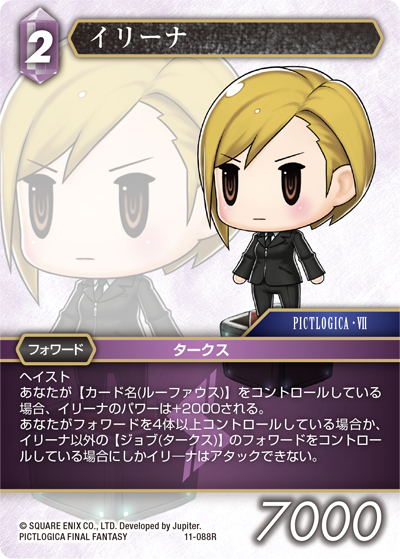 2
イリーナ
PICTLOGICA・VII
フォワード
タークス
ヘイスト
あなたが【カード名(ルーファウス)】をコントロールしている
場合、イリーナのパワーは+2000される。
あなたがフォワードを4体以上コントロールしている場合か、
イリーナ以外の【ジョブ(タークス)】のフォワードをコントロー
ルしている場合にしかイリーナはアタックできない。
© SQUARE ENIX CO., LTD. Developed by Jupiter.
PICTLOGICA FINAL FANTASY
11-088R
7000